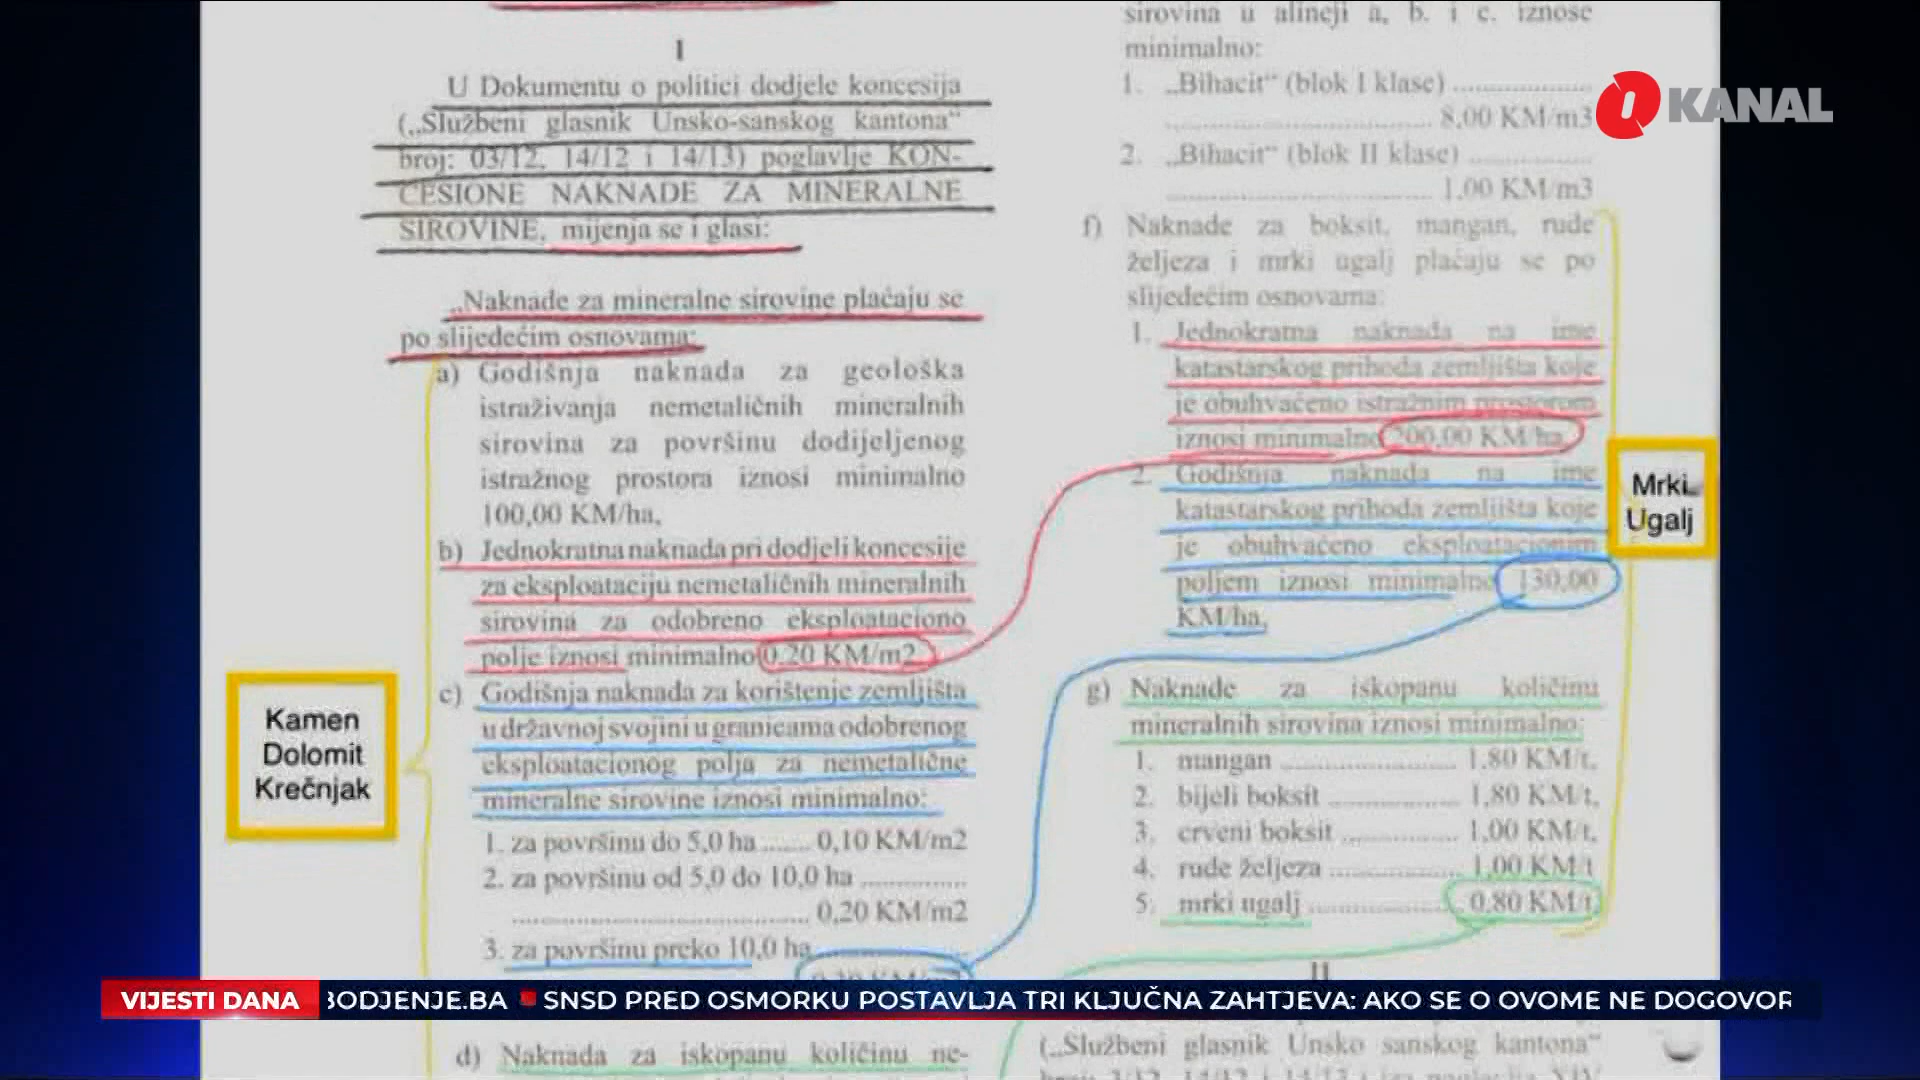 I
U Dokumentu o politici dodjele koncesija
(„Službeni glasnik Unsko-sanskog kantona“
broj: 03/12, 14/12 i 14/13) poglavlje KON-
CESIONE NAKNADE ZA MINERALNE
SIROVINE, mijenja se i glasi:
„Naknade za mineralne sirovine plaćaju se
po slijedećim osnovama:
a) Godišnja naknada za geološka
istraživanja nemetaličnih mineralnih
sirovina za površinu dodijeljenog
istražnog prostora iznosi minimalno
100,00 KM/ha,
b) Jednokratna naknada pri dodjeli koncesije
za eksploataciju nemetaličnih mineralnih
sirovina za odobreno eksploataciono
polje iznosi minimalno 0,20 KM/m2
c) Godišnja naknada za korištenje zemljišta
u državnoj svojini u granicama odobrenog
eksploatacionog polja za nemetalične
mineralne sirovine iznosi minimalno:
1. za površinu do 5,0 ha ....... 0,10 KM/m2
2. za površinu od 5,0 do 10,0 ha ...............
........................................... 0,20 KM/m2
3. za površinu preko 10,0 ha
d) Naknada za iskopanu količinu ne-
Kamen
Dolomit
Krečnjak
sirovina u alineji a, b. i c. iznose
minimalno:
1. „Bihacit“ (blok I klase) ....................
...................................... 8,00 KM/m3
2. „Bihacit“ (blok II klase) ..................
...................................... 1,00 KM/m3
f) Naknade za boksit, mangan, rude
željeza i mrki ugalj plaćaju se po
slijedećim osnovama:
1. Jednokratna naknada na ime
katastarskog prihoda zemljišta koje
je obuhvaćeno istražnim prostorom
iznosi minimalno 200,00 KM/ha,
2. Godišnja naknada na ime
katastarskog prihoda zemljišta koje
je obuhvaćeno eksploatacionim
poljem iznosi minimalno 130,00
KM/ha,
g) Naknade za iskopanu količinu
mineralnih sirovina iznosi minimalno:
1. mangan ......................... 1,80 KM/t,
2. bijeli boksit ................... 1,80 KM/t,
3. crveni boksit ................ 1,00 KM/t,
4. rude željeza .................. 1,00 KM/t
5. mrki ugalj ..................... 0,80 KM/t
II
(„Službeni glasnik Unsko sanskog kantona“
Mrki
Ugalj
O KANAL
VIJESTI DANA BODJENJE.BA SNSD PRED OSMORKU POSTAVLJA TRI KLJUČNA ZAHTJEVA: AKO SE O OVOME NE DOGOVOR